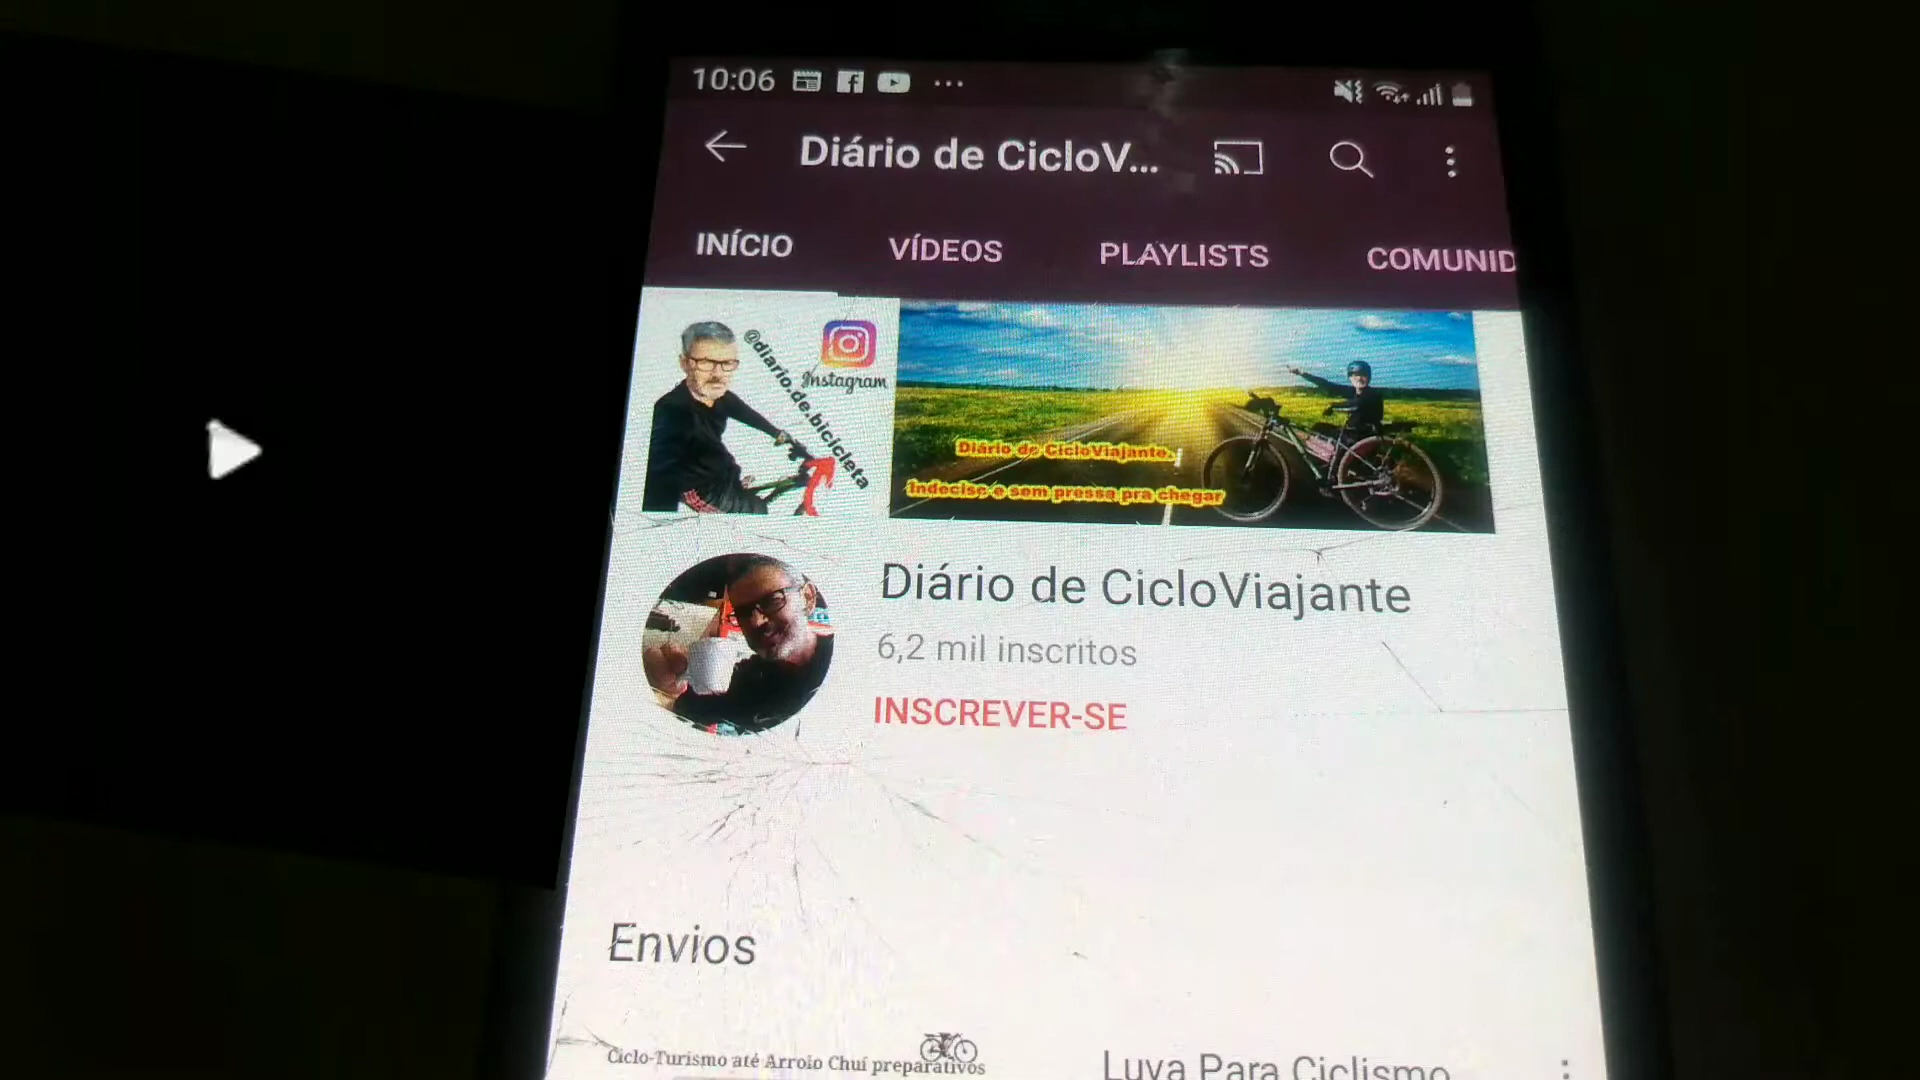 10:06
Diário de CicloV...
INÍCIO
VÍDEOS
PLAYLISTS
COMUNID
@diario.de.bicicleta
Instagram
Diário de CicloViajante.
Indeciso e sem pressa pra chegar
Diário de CicloViajante
6,2 mil inscritos
INSCREVER-SE
Envios
Ciclo-Turismo até Arroio Chuí preparativos
Luva Para Ciclismo